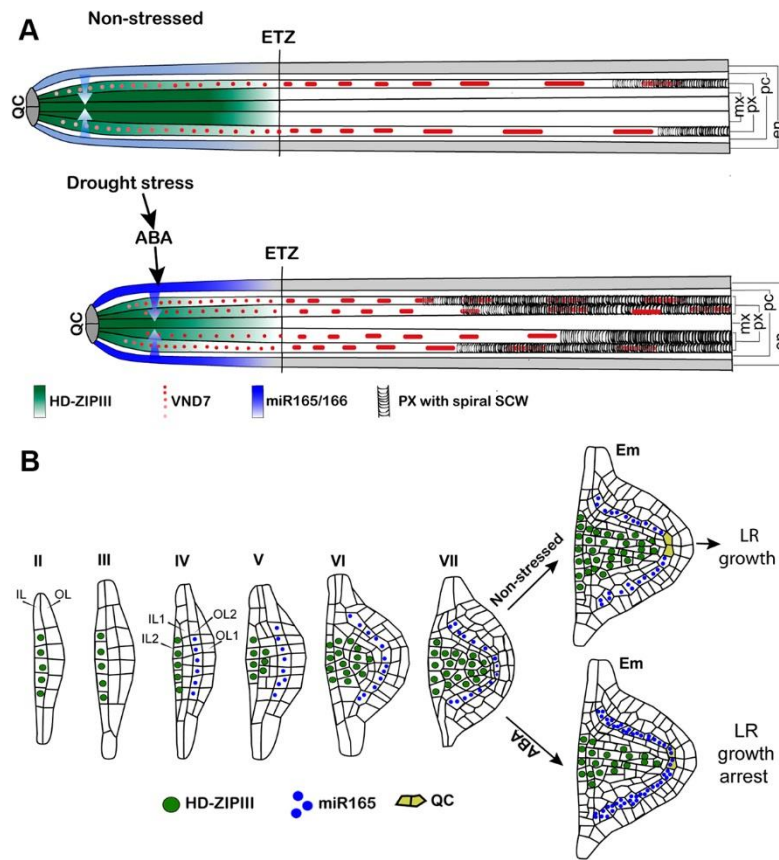 A
Non-stressed
ETZ
QC
mx
px
pc
en
Drought stress
ABA
ETZ
QC
mx
px
pc
en
HD-ZIPIII
VND7
miR165/166
PX with spiral SCW
B
Em
Non-stressed
LR
growth
II
III
IV
V
VI
VII
IL
OL
IL1
OL2
IL2
OL1
ABA
Em
LR
growth
arrest
HD-ZIPIII
miR165
QC